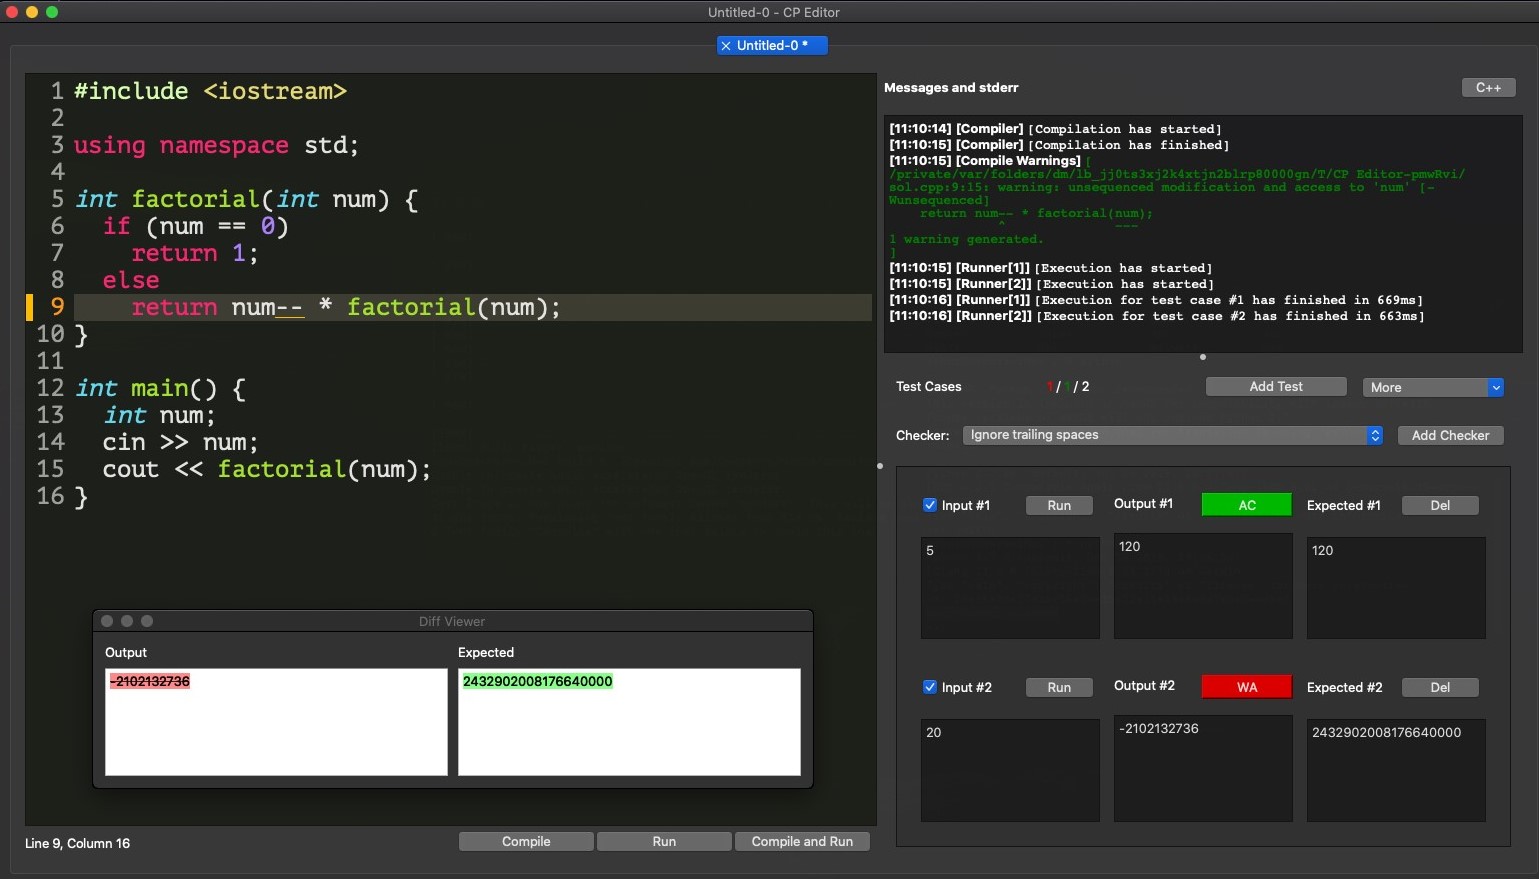 Untitled-0 - CP Editor
Untitled-0 *
1 #include <iostream>
2
3 using namespace std;
4
5 int factorial(int num) {
6 if (num == 0)
7 return 1;
8 else
9 return num-- * factorial(num);
10 }
11
12 int main() {
13 int num;
14 cin >> num;
15 cout << factorial(num);
16 }
Diff Viewer
Output Expected
-2102132736 2432902008176640000
Line 9, Column 16
Compile Run Compile and Run
Messages and stderr C++
[11:10:14] [Compiler] [Compilation has started]
[11:10:15] [Compiler] [Compilation has finished]
[11:10:15] [Compile Warnings] [
/private/var/folders/dm/lb_jj0ts3xj2k4xtjn2blrp80000gn/T/CP Editor-pmwRvi/
sol.cpp:9:15: warning: unsequenced modification and access to 'num' [-
Wunsequenced]
return num-- * factorial(num);
^ ~~~
1 warning generated.
]
[11:10:15] [Runner[1]] [Execution has started]
[11:10:15] [Runner[2]] [Execution has started]
[11:10:16] [Runner[1]] [Execution for test case #1 has finished in 669ms]
[11:10:16] [Runner[2]] [Execution for test case #2 has finished in 663ms]
Test Cases 1 / 1 / 2 Add Test More
Checker: Ignore trailing spaces Add Checker
Input #1 Run Output #1 AC Expected #1 Del
5 120 120
Input #2 Run Output #2 WA Expected #2 Del
20 -2102132736 2432902008176640000